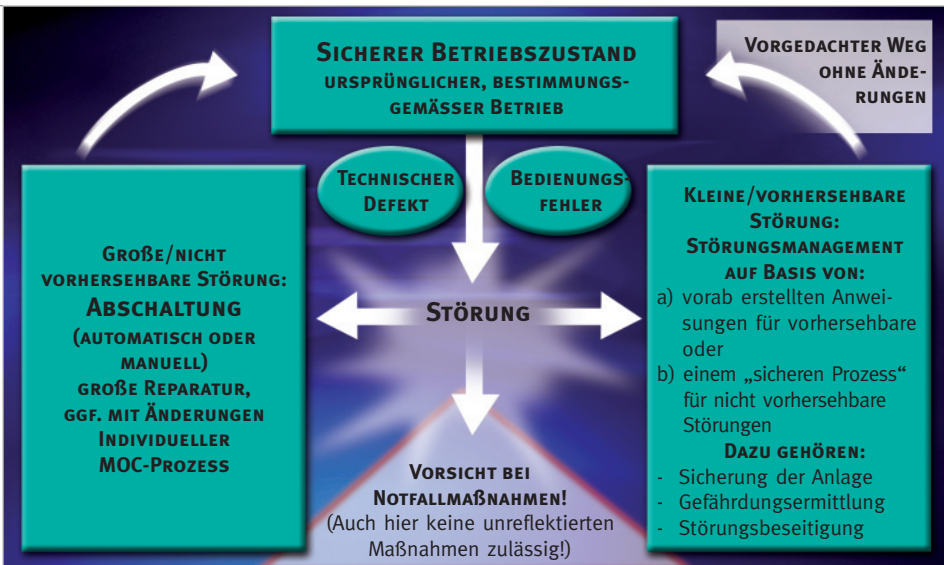 SICHERER BETRIEBSZUSTAND
URSPRÜNGLICHER, BESTIMMUNGS-
GEMÄSSER BETRIEB
VORGEDACHTER WEG
OHNE ÄNDE-
RUNGEN
TECHNISCHER
DEFEKT
BEDIENUNGS-
FEHLER
GROßE/NICHT
VORHERSEHBARE STÖRUNG:
ABSCHALTUNG
(AUTOMATISCH ODER
MANUELL)
GROßE REPARATUR,
GGF. MIT ÄNDERUNGEN
INDIVIDUELLER
MOC-PROZESS
STÖRUNG
KLEINE/VORHERSEHBARE
STÖRUNG:
STÖRUNGSMANAGEMENT
AUF BASIS VON:
a) vorab erstellten Anwei-
sungen für vorhersehbare
oder
b) einem „sicheren Prozess“
für nicht vorhersehbare
Störungen
DAZU GEHÖREN:
- Sicherung der Anlage
- Gefährdungsermittlung
- Störungsbeseitigung
VORSICHT BEI
NOTFALLMAßNAHMEN!
(Auch hier keine unreflektierten
Maßnahmen zulässig!)